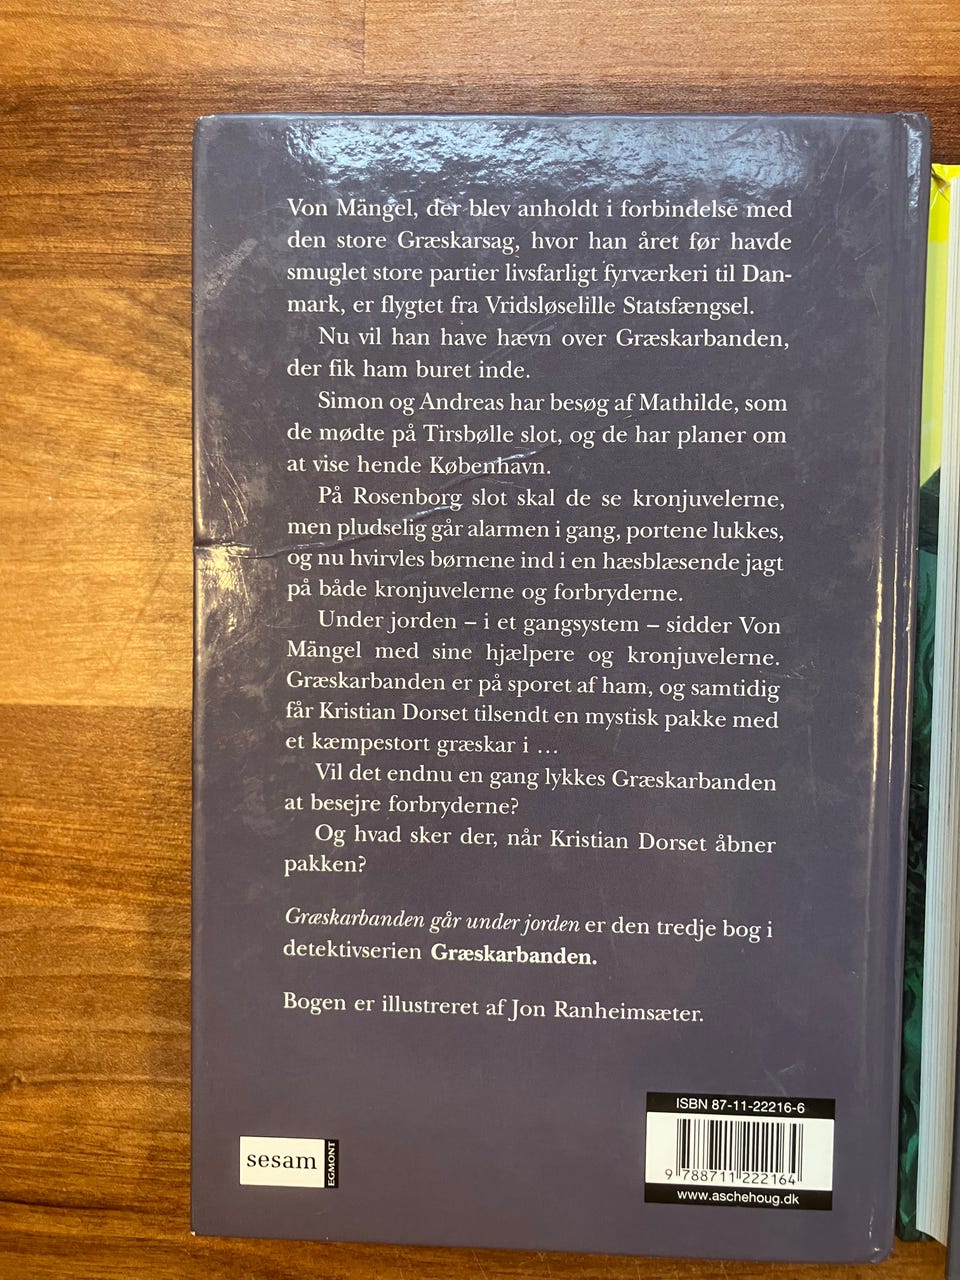 Von Mängel, der blev anholdt i forbindelse med
den store Græskarsag, hvor han året før havde
smuglet store partier livsfarligt fyrværkeri til Dan-
mark, er flygtet fra Vridsløselille Statsfængsel.
Nu vil han have hævn over Græskarbanden,
der fik ham buret inde.
Simon og Andreas har besøg af Mathilde, som
de mødte på Tirsbølle slot, og de har planer om
at vise hende København.
På Rosenborg slot skal de se kronjuvelerne,
men pludselig går alarmen i gang, portene lukkes,
og nu hvirvles børnene ind i en hæsblæsende jagt
på både kronjuvelerne og forbryderne.
Under jorden – i et gangsystem – sidder Von
Mängel med sine hjælpere og kronjuvelerne.
Græskarbanden er på sporet af ham, og samtidig
får Kristian Dorset tilsendt en mystisk pakke med
et kæmpestort græskar i ...
Vil det endnu en gang lykkes Græskarbanden
at besejre forbryderne?
Og hvad sker der, når Kristian Dorset åbner
pakken?
Græskarbanden går under jorden er den tredje bog i
detektivserien Græskarbanden.
Bogen er illustreret af Jon Ranheimsæter.
sesam
EGMONT
ISBN 87-11-22216-6
9 788711 222164
www.aschehoug.dk